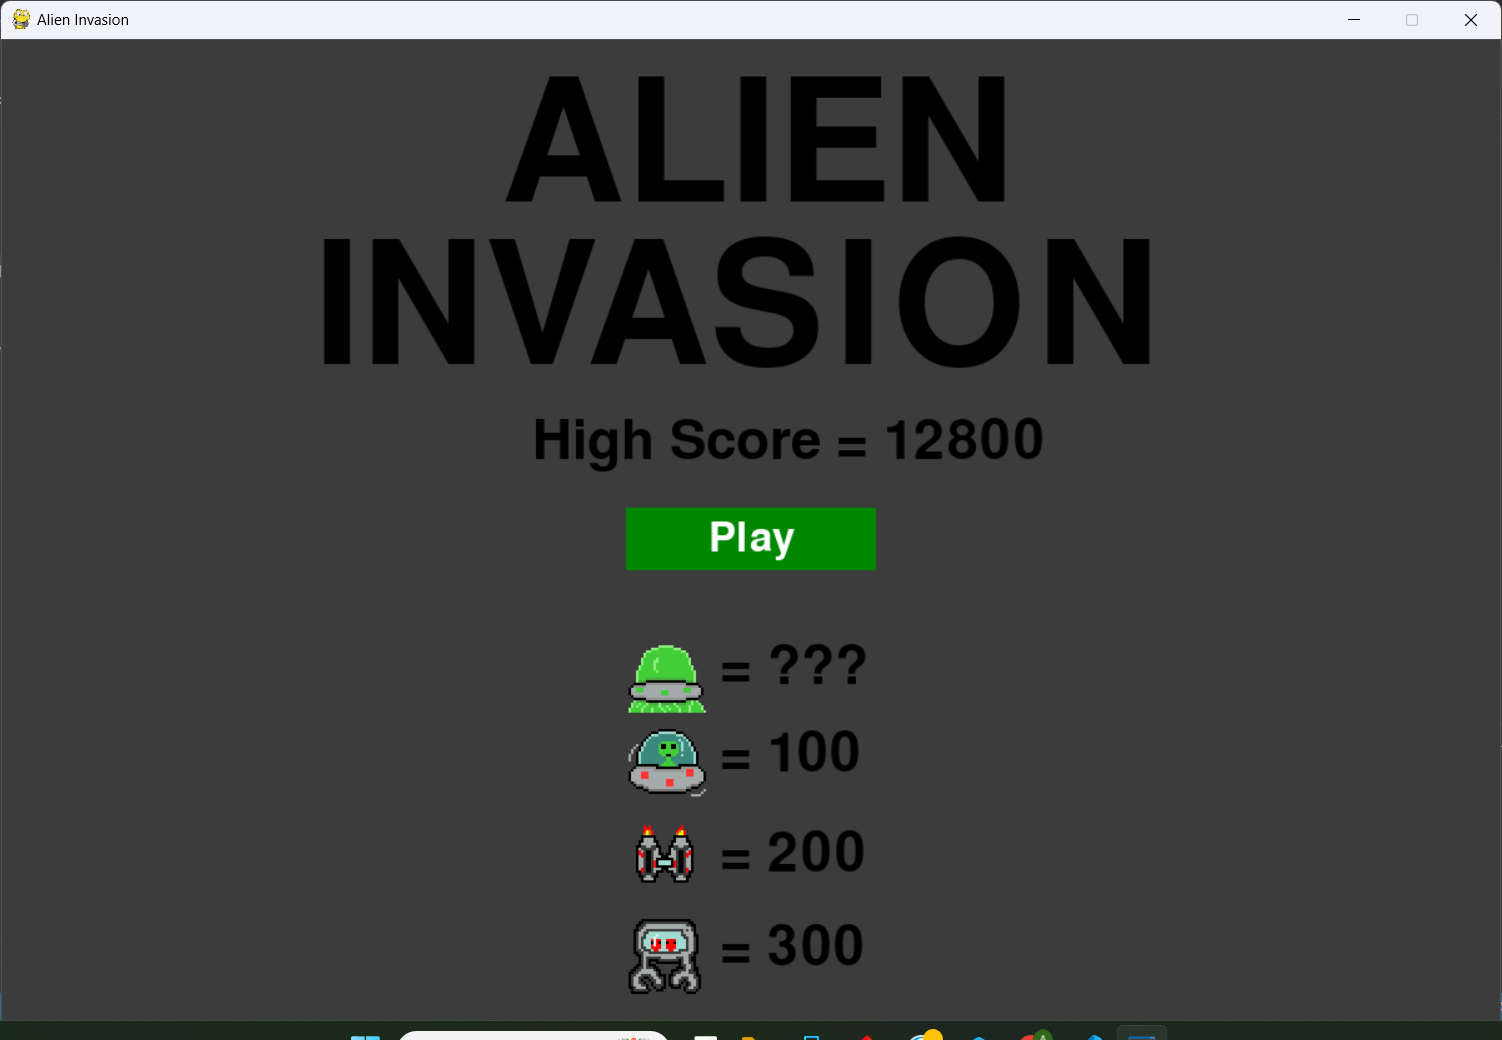 Alien Invasion
ALIEN
INVASION
High Score = 12800
Play
= ???
= 100
= 200
= 300